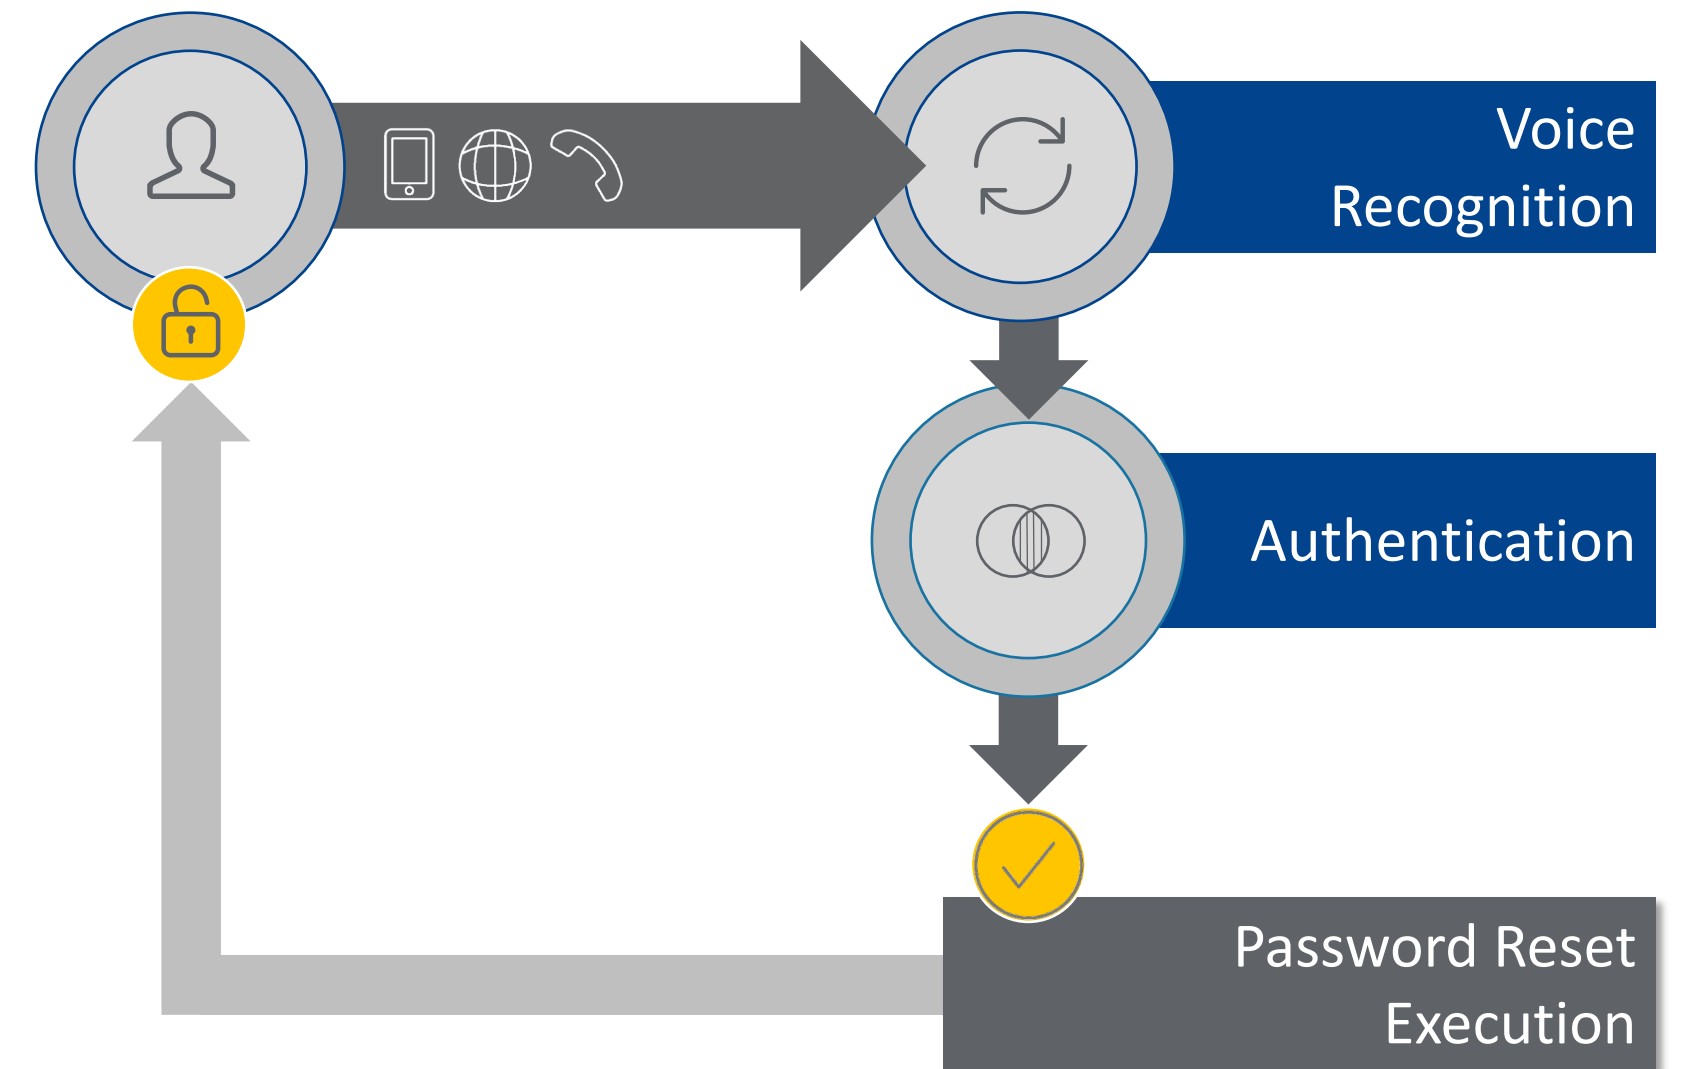 Voice
Recognition
Authentication
Password Reset
Execution